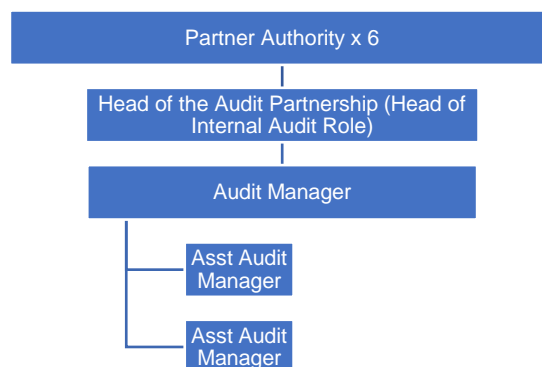 Partner Authority x 6
Head of the Audit Partnership (Head of
Internal Audit Role)
Audit Manager
Asst Audit
Manager
Asst Audit
Manager